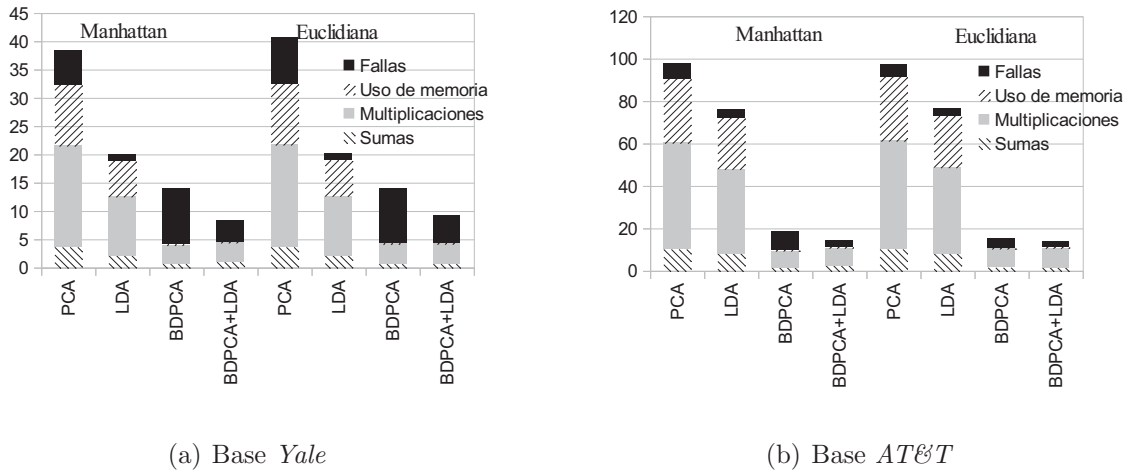 45
40
35
30
25
20
15
10
5
0
Manhattan
Euclidiana
Fallas
Uso de memoria
Multiplicaciones
Sumas
PCA
LDA
BDPCA
BDPCA+LDA
PCA
LDA
BDPCA
BDPCA+LDA
(a) Base Yale
120
100
80
60
40
20
0
Manhattan
Euclidiana
Fallas
Uso de memoria
Multiplicaciones
Sumas
PCA
LDA
BDPCA
BDPCA+LDA
PCA
LDA
BDPCA
BDPCA+LDA
(b) Base AT&T